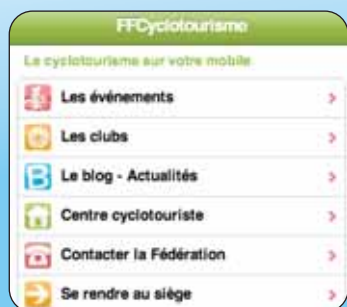 FFCyclotourisme
Le cyclotourisme sur votre mobile
Les événements
Les clubs
Le blog - Actualités
Centre cyclotouriste
Contacter la Fédération
Se rendre au siège